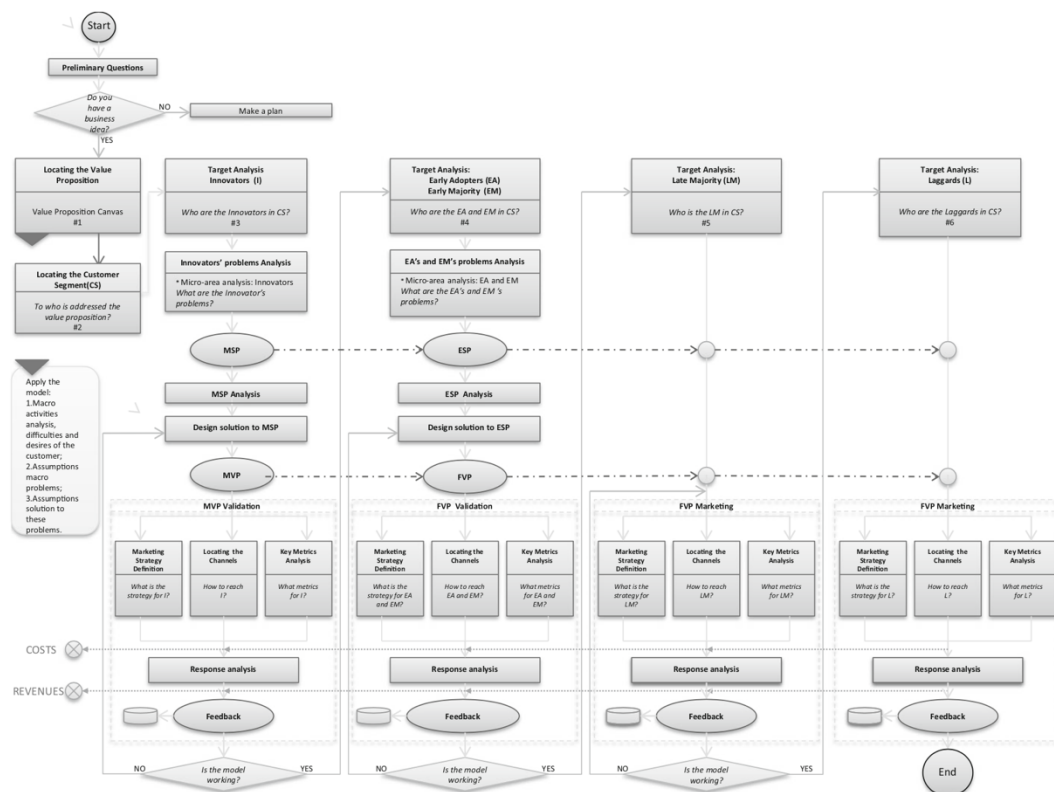 Start
Preliminary Questions
Do you
have a
business
idea?
NO
Make a plan
YES
Locating the Value
Proposition
Value Proposition Canvas
#1
Target Analysis
Innovators (I)
Who are the Innovators in CS?
#3
Target Analysis:
Early Adopters (EA)
Early Majority (EM)
Who are the EA and EM in CS?
#4
Target Analysis:
Late Majority (LM)
Who is the LM in CS?
#5
Target Analysis:
Laggards (L)
Who are the Laggards in CS?
#6
Locating the Customer
Segment(CS)
To who is addressed the
value proposition?
#2
Innovators' problems Analysis
• Micro-area analysis: Innovators
What are the Innovator's
problems?
EA's and EM's problems Analysis
• Micro-area analysis: EA and EM
What are the EA's and EM 's
problems?
MSP
ESP
Apply the
model:
1.Macro
activities
analysis,
difficulties and
desires of the
customer;
2.Assumptions
macro
problems;
3.Assumptions
solution to
these
problems.
MSP Analysis
ESP Analysis
Design solution to MSP
Design solution to ESP
MVP
FVP
MVP Validation
FVP Validation
FVP Marketing
FVP Marketing
Marketing
Strategy
Definition
What is the
strategy for I?
Locating the
Channels
How to reach
I?
Key Metrics
Analysis
What metrics
for I?
Marketing
Strategy
Definition
What is the
strategy for EA
and EM?
Locating the
Channels
How to reach
EA and EM?
Key Metrics
Analysis
What metrics
for EA and
EM?
Marketing
Strategy
Definition
What is the
strategy for
LM?
Locating the
Channels
How to reach
LM?
Key Metrics
Analysis
What metrics
for LM?
Marketing
Strategy
Definition
What is the
strategy for L?
Locating the
Channels
How to reach
L?
Key Metrics
Analysis
What metrics
for L?
COSTS
Response analysis
Response analysis
Response analysis
Response analysis
REVENUES
Feedback
Feedback
Feedback
Feedback
NO
Is the model
working?
YES
NO
Is the model
working?
YES
NO
Is the model
working?
YES
End